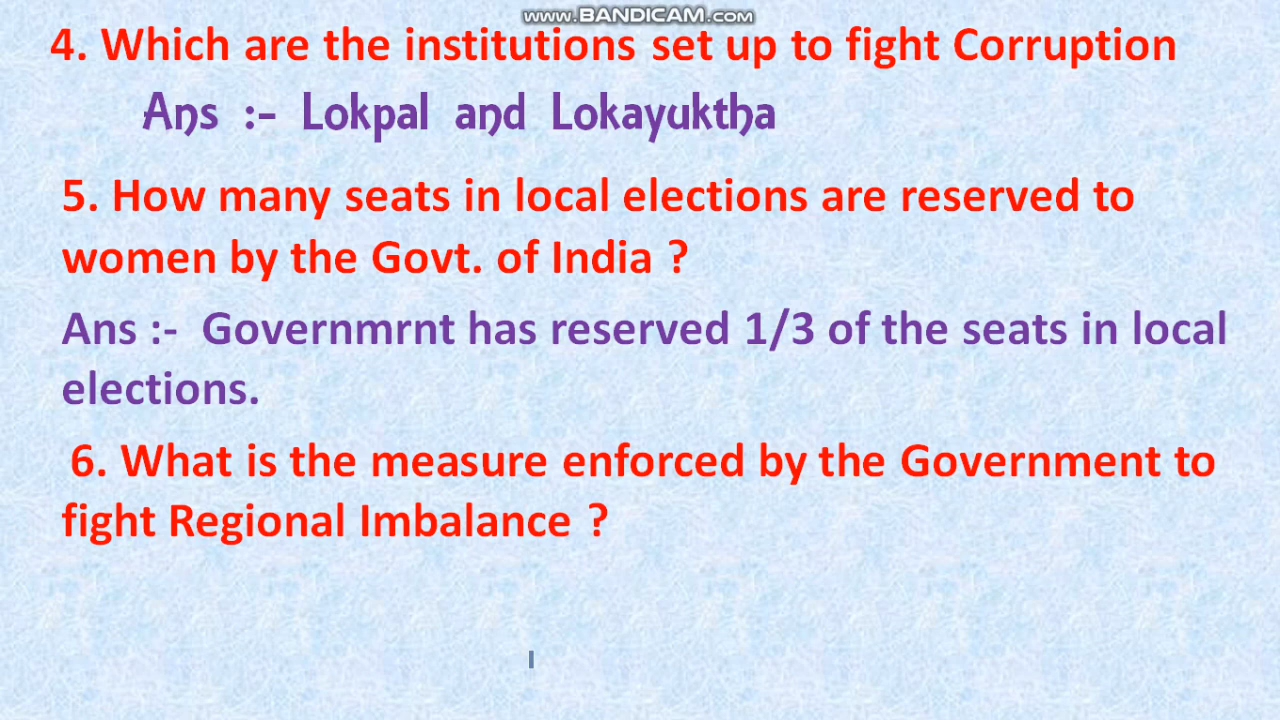 www.BANDICAM.com
4. Which are the institutions set up to fight Corruption
Ans :- Lokpal and Lokayuktha
5. How many seats in local elections are reserved to
women by the Govt. of India ?
Ans :- Governmrnt has reserved 1/3 of the seats in local
elections.
6. What is the measure enforced by the Government to
fight Regional Imbalance ?